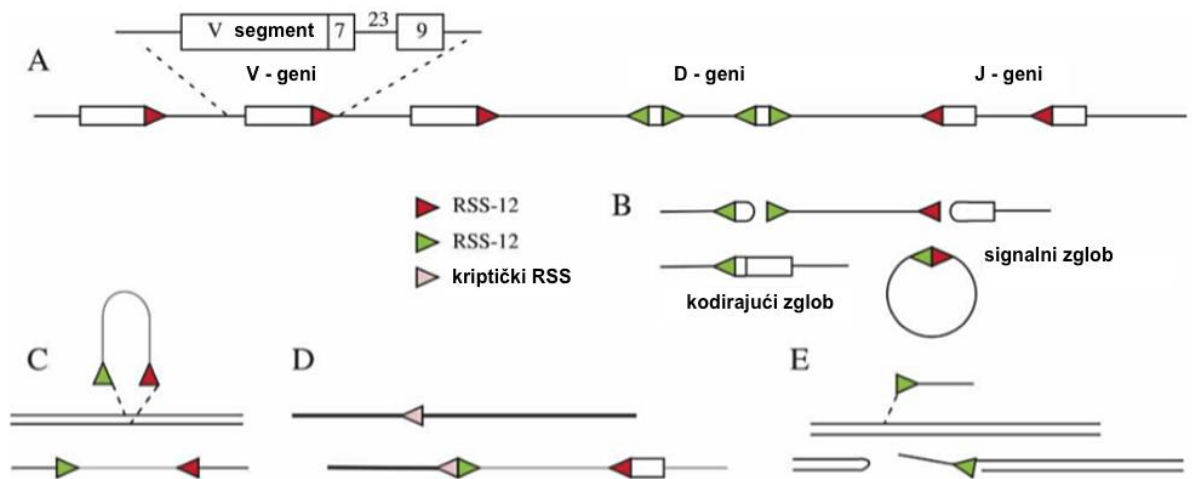 V segment 7 23 9
A
V - geni D - geni J - geni
RSS-12
RSS-12
kriptički RSS
B
signalni zglob
kodirajući zglob
C
D
E